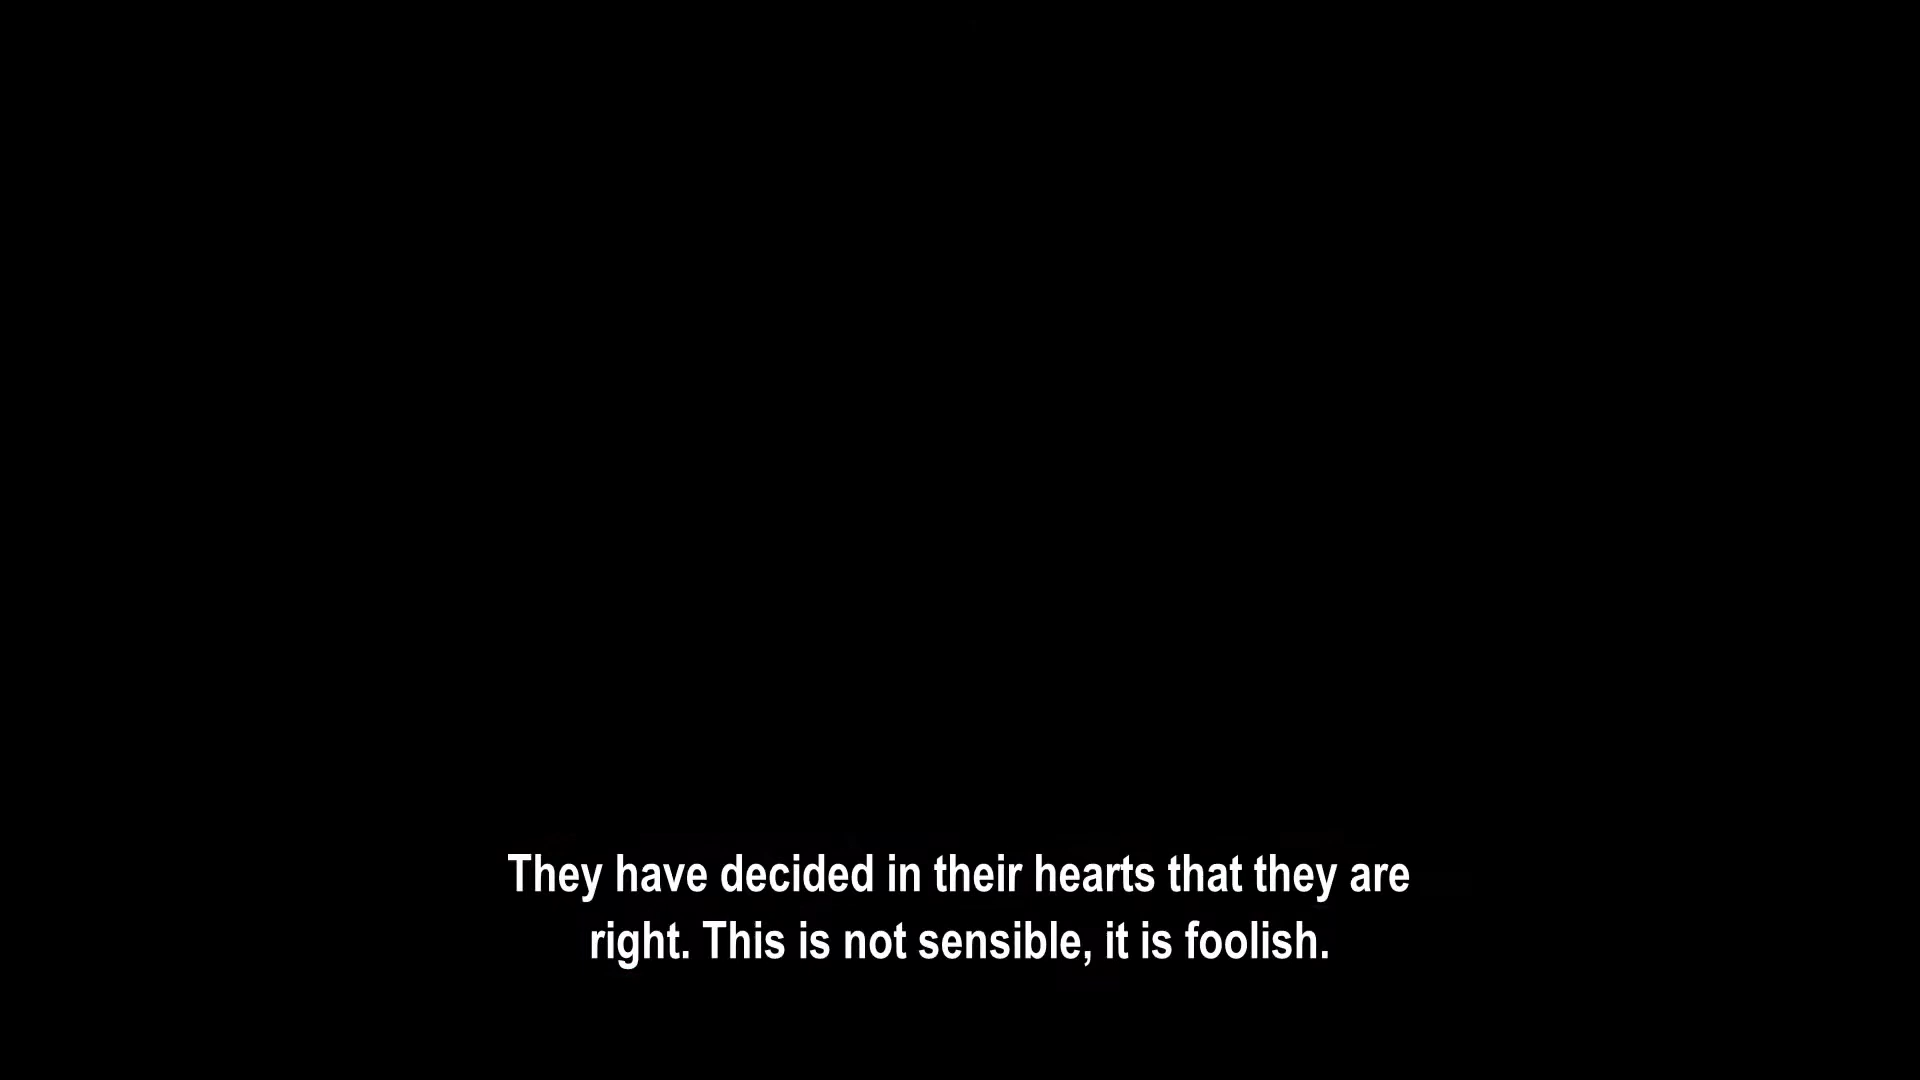 They have decided in their hearts that they are
right. This is not sensible, it is foolish.